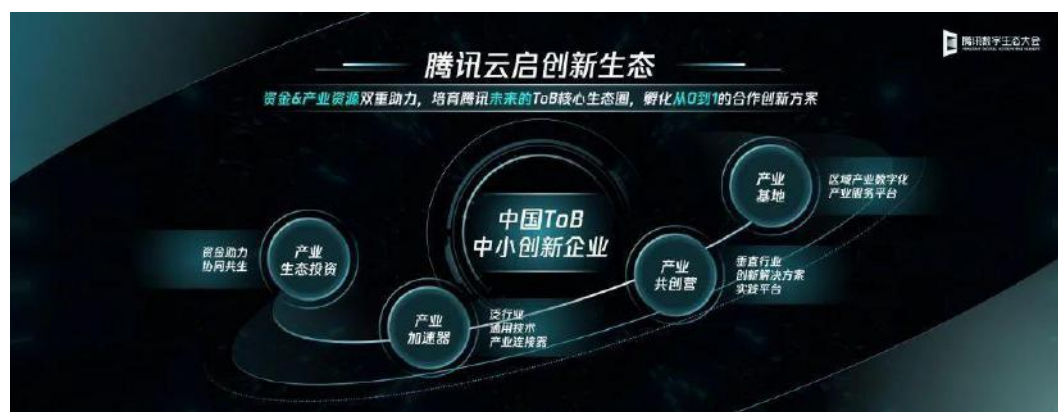 腾讯数字生态大会
腾讯云启创新生态
资金&产业资源双重助力，培育腾讯未来的ToB核心生态圈，孵化从0到1的合作创新方案
产业
基地
区域产业数字化
产业服务平台
中国ToB
中小创新企业
资金助力
协同共生
产业
生态投资
产业
共创营
垂直行业
创新解决方案
实践平台
产业
加速器
泛行业
通用技术
产业连接器